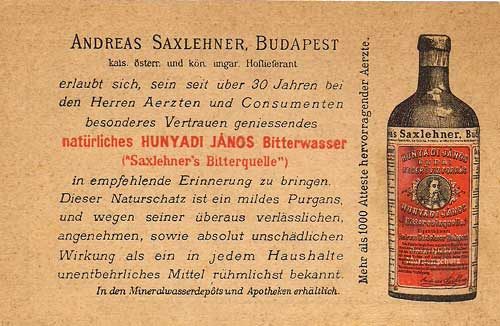 ANDREAS SAXLEHNER, BUDAPEST
kais. österr. und kön. ungar. Hoflieferant
erlaubt sich, sein seit über 30 Jahren bei
den Herren Aerzten und Consumenten
besonderes Vertrauen geniessendes
natürliches HUNYADI JÁNOS Bitterwasser
("Saxlehner's Bitterquelle")
in empfehlende Erinnerung zu bringen.
Dieser Naturschatz ist ein mildes Purgans,
und wegen seiner überaus verlässlichen,
angenehmen, sowie absolut unschädlichen
Wirkung als ein in jedem Haushalte
unentbehrliches Mittel rühmlichst bekannt.
In den Mineralwasserdepôts und Apotheken erhältlich.
Mehr als 1000 Atteste hervorragender Aerzte.
s Saxlehner, Bud
HUNYADI JÁNOS
HUNYADI JÁNOS